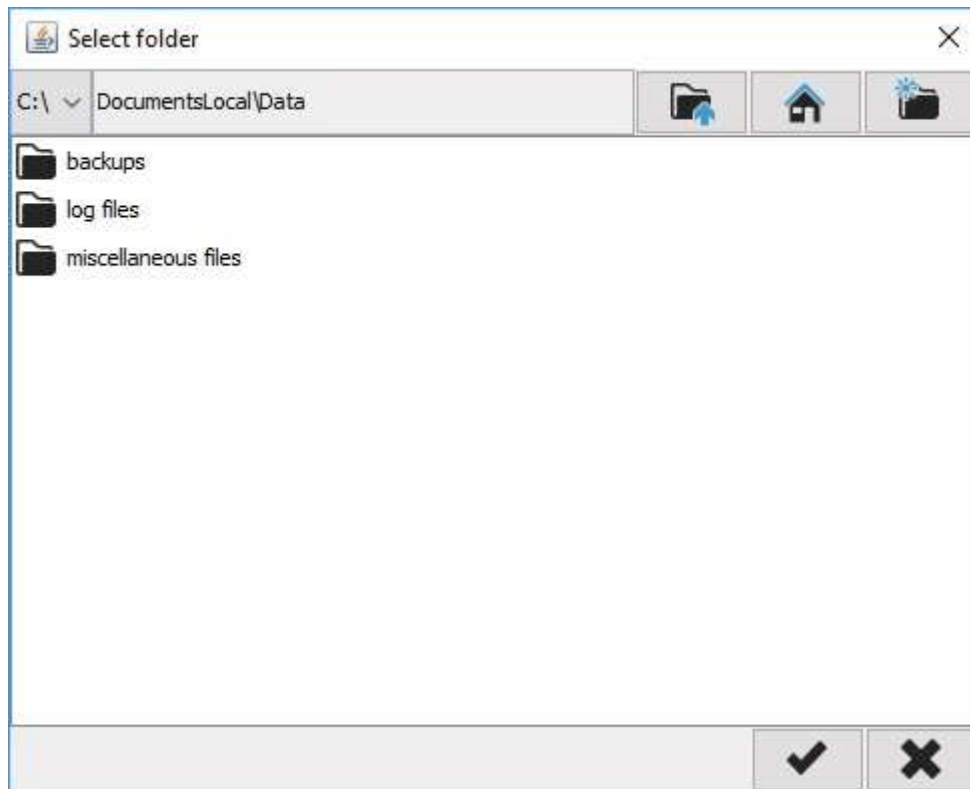 Select folder
C:\ DocumentsLocal\Data
backups
log files
miscellaneous files